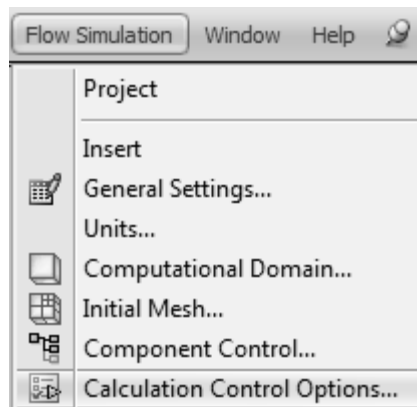 Flow Simulation Window Help
Project
Insert
General Settings...
Units...
Computational Domain...
Initial Mesh...
Component Control...
Calculation Control Options...